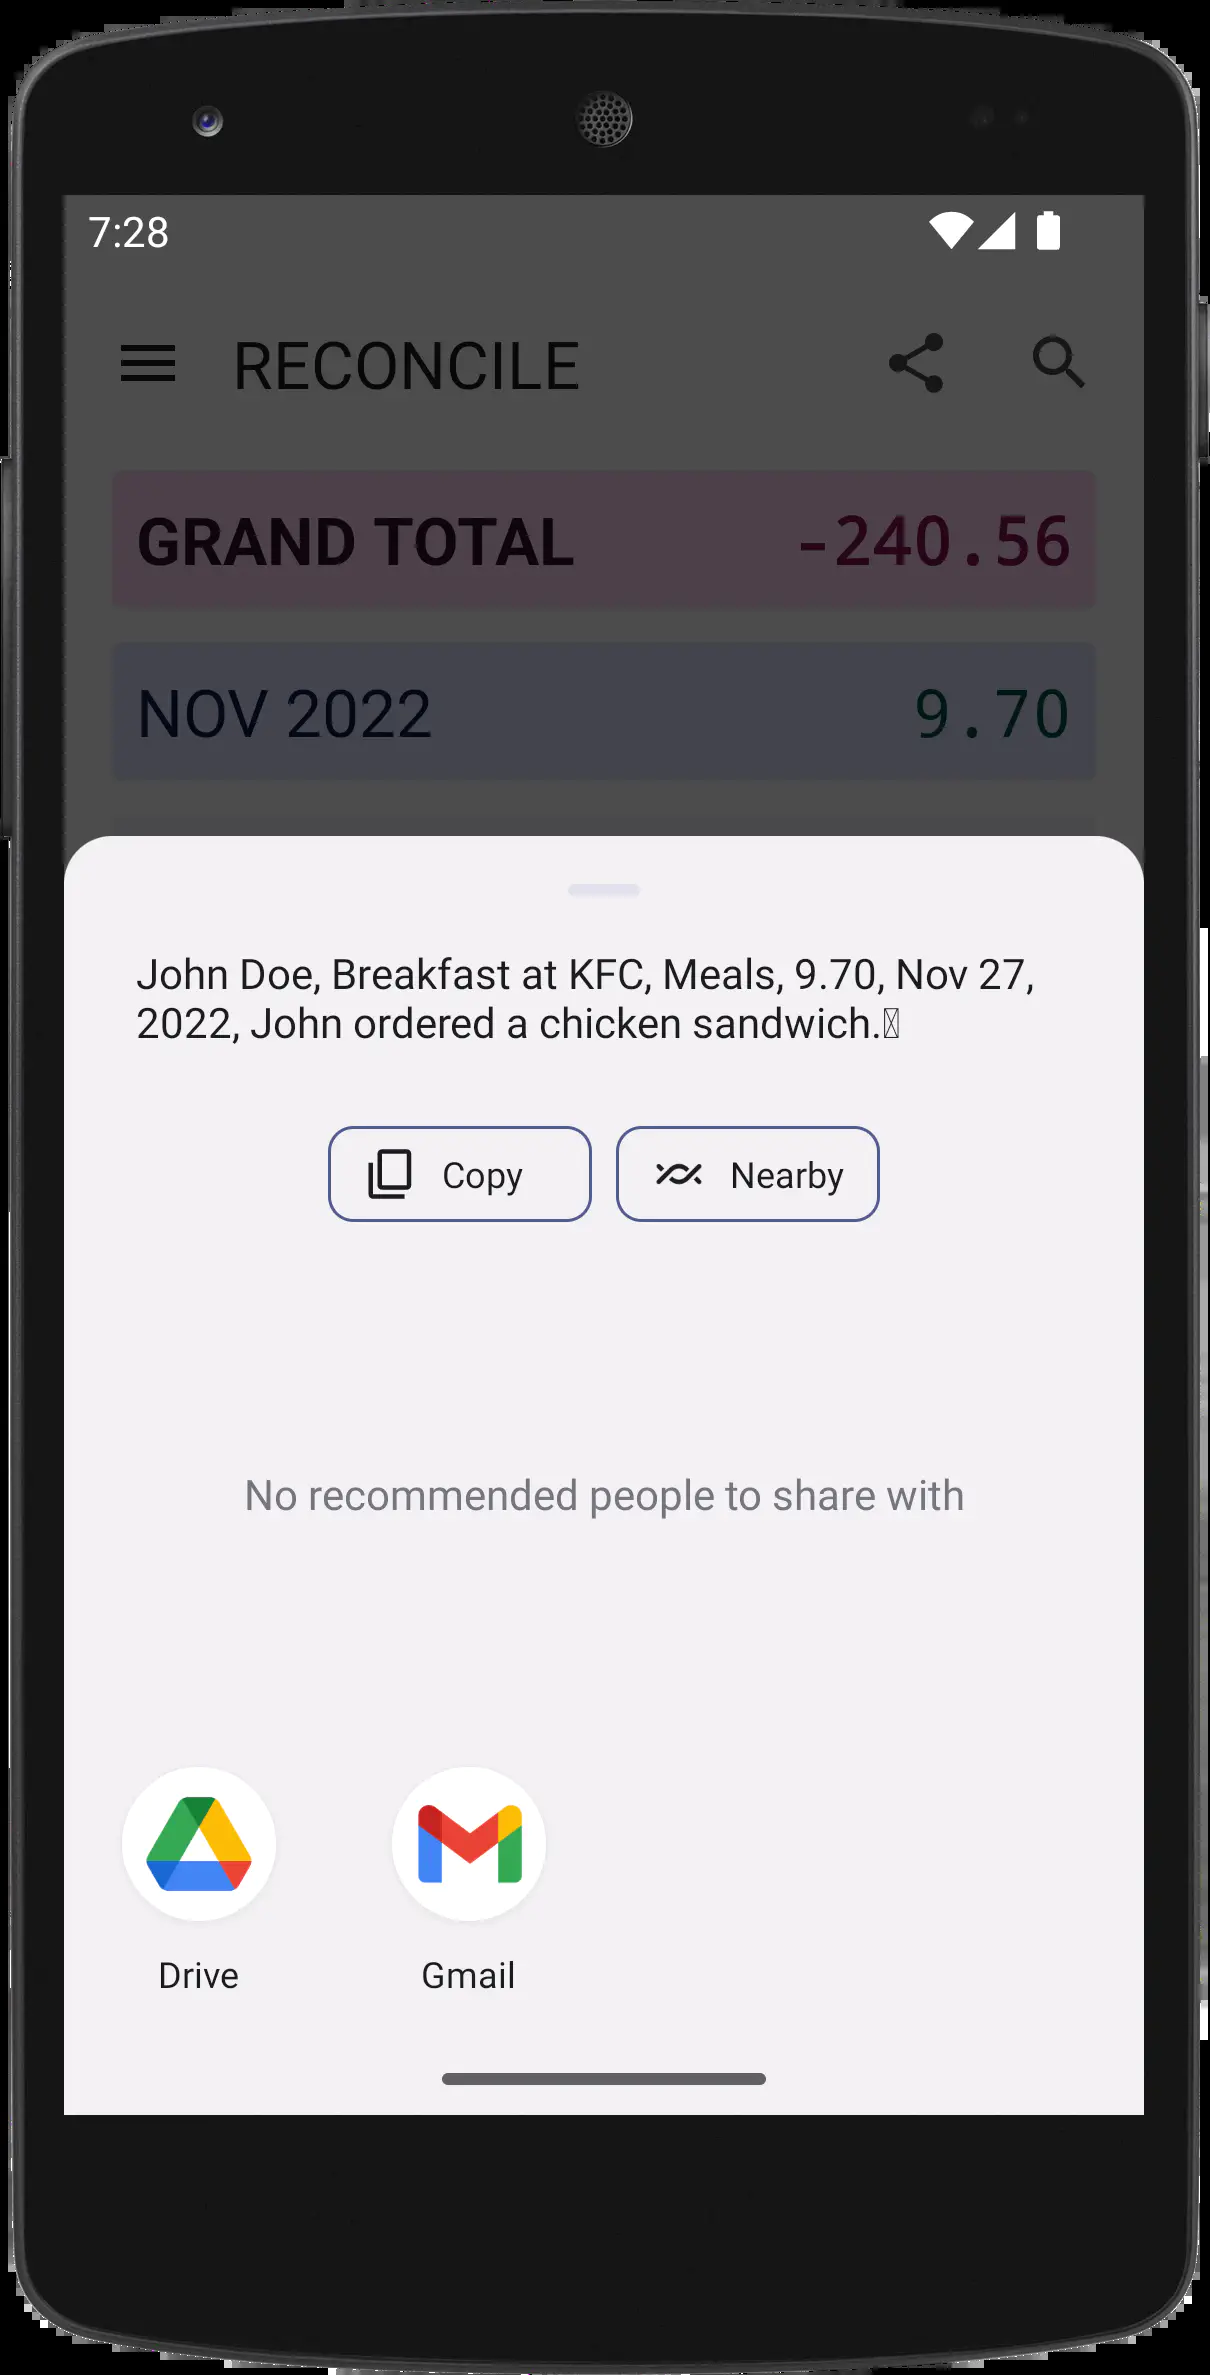 7:28
RECONCILE
GRAND TOTAL -240.56
NOV 2022 9.70
John Doe, Breakfast at KFC, Meals, 9.70, Nov 27,
2022, John ordered a chicken sandwich.
Copy Nearby
No recommended people to share with
Drive Gmail